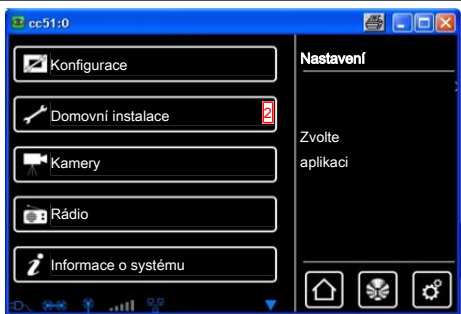 cc51:0
Konfigurace
Domovní instalace 2
Kamery
Rádio
Informace o systému
Nastavení
Zvolte
aplikaci